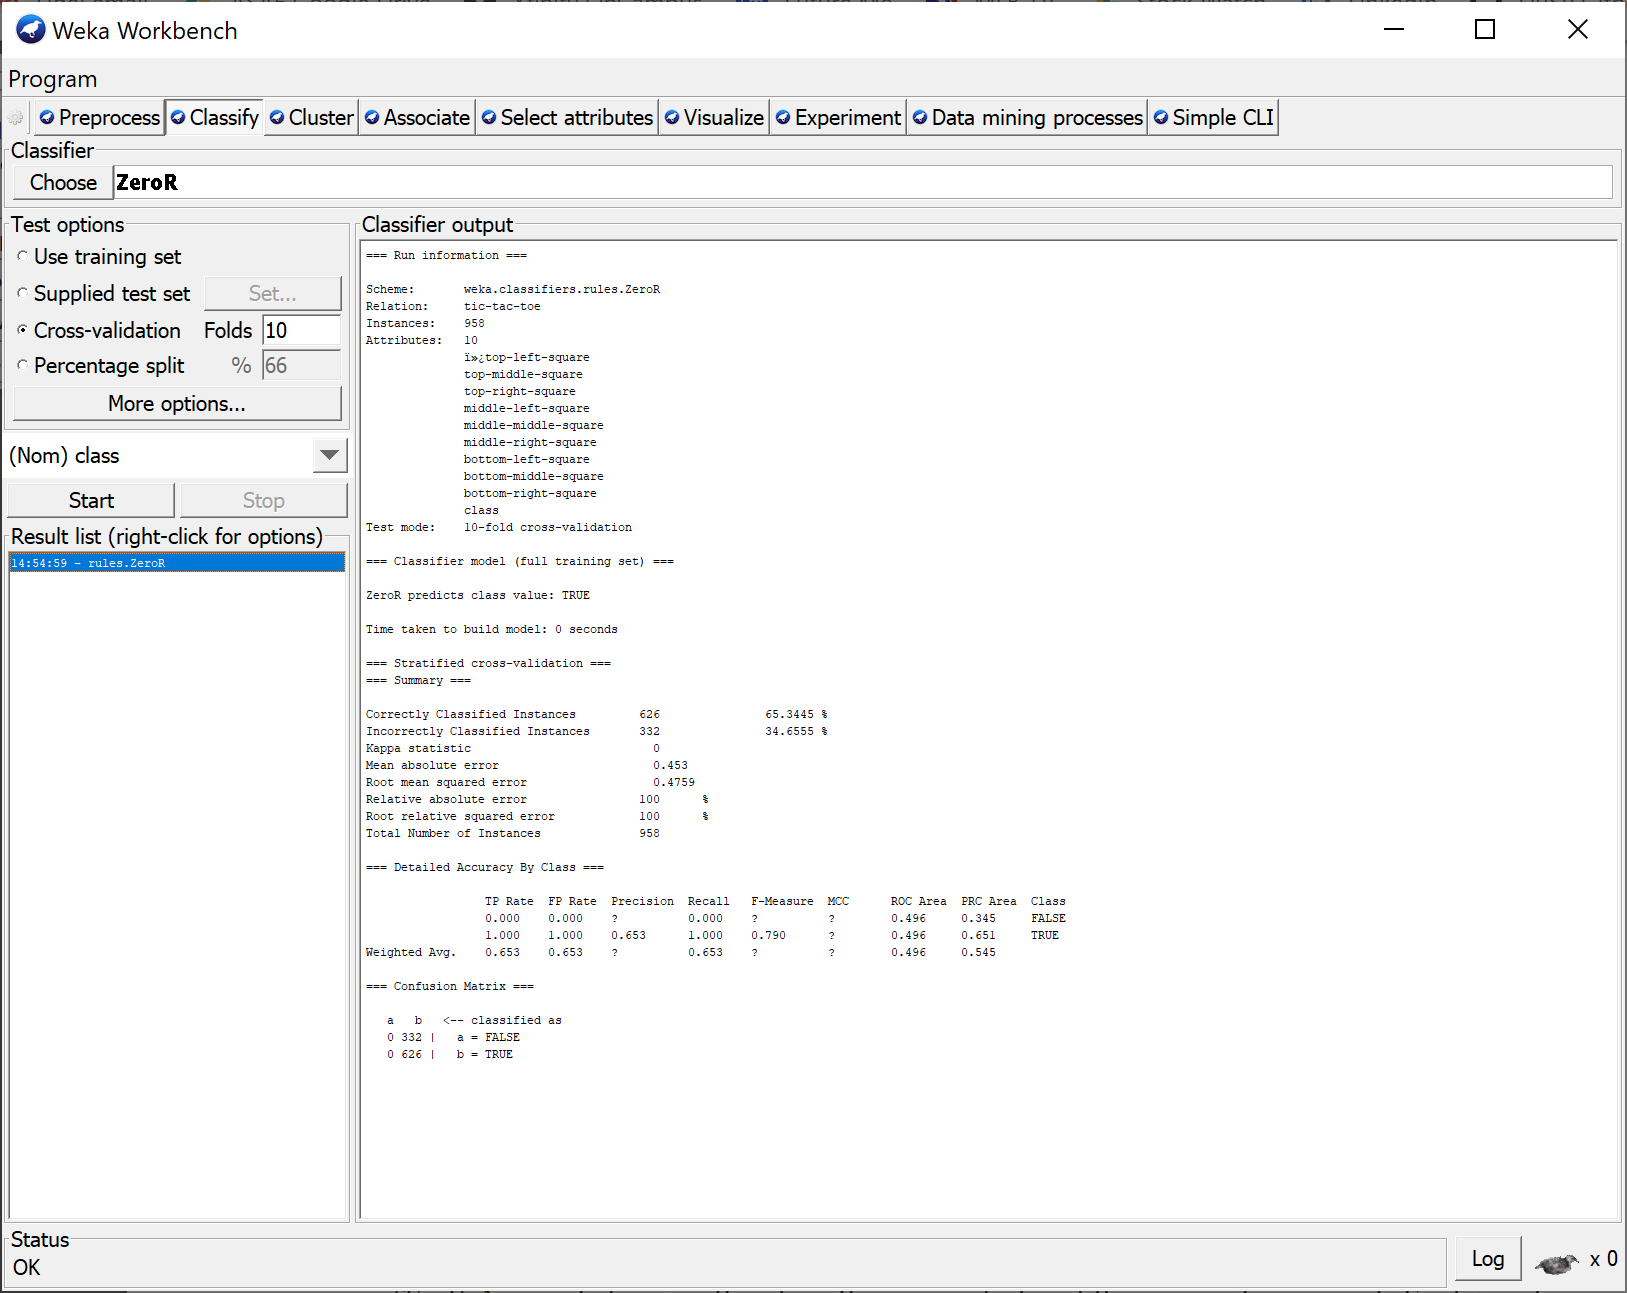 Weka Workbench
Program
Preprocess Classify Cluster Associate Select attributes Visualize Experiment Data mining processes Simple CLI
Classifier
Choose ZeroR
Test options
Use training set
Supplied test set Set...
Cross-validation Folds 10
Percentage split % 66
More options...
(Nom) class
Start Stop
Result list (right-click for options)
14:54:59 - rules.ZeroR
Classifier output
=== Run information ===
Scheme: weka.classifiers.rules.ZeroR
Relation: tic-tac-toe
Instances: 958
Attributes: 10
ï»¿top-left-square
top-middle-square
top-right-square
middle-left-square
middle-middle-square
middle-right-square
bottom-left-square
bottom-middle-square
bottom-right-square
class
Test mode: 10-fold cross-validation
=== Classifier model (full training set) ===
ZeroR predicts class value: TRUE
Time taken to build model: 0 seconds
=== Stratified cross-validation ===
=== Summary ===
Correctly Classified Instances 626 65.3445 %
Incorrectly Classified Instances 332 34.6555 %
Kappa statistic 0
Mean absolute error 0.453
Root mean squared error 0.4759
Relative absolute error 100 %
Root relative squared error 100 %
Total Number of Instances 958
=== Detailed Accuracy By Class ===
TP Rate FP Rate Precision Recall F-Measure MCC ROC Area PRC Area Class
0.000 0.000 ? 0.000 ? ? 0.496 0.345 FALSE
1.000 1.000 0.653 1.000 0.790 ? 0.496 0.651 TRUE
Weighted Avg. 0.653 0.653 ? 0.653 ? ? 0.496 0.545
=== Confusion Matrix ===
a b <-- classified as
0 332 | a = FALSE
0 626 | b = TRUE
Status
OK
Log x 0